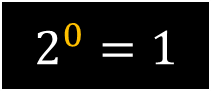 2⁰ = 1